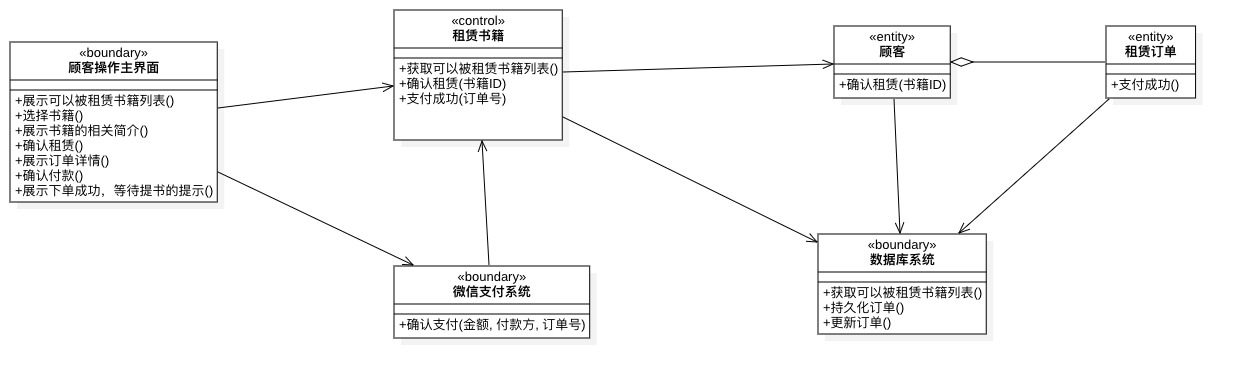 «boundary»
顾客操作主界面
+展示可以被租赁书籍列表()
+选择书籍()
+展示书籍的相关简介()
+确认租赁()
+展示订单详情()
+确认付款()
+展示下单成功，等待提书的提示()
«control»
租赁书籍
+获取可以被租赁书籍列表()
+确认租赁(书籍ID)
+支付成功(订单号)
«entity»
顾客
+确认租赁(书籍ID)
«entity»
租赁订单
+支付成功()
«boundary»
微信支付系统
+确认支付(金额, 付款方, 订单号)
«boundary»
数据库系统
+获取可以被租赁书籍列表()
+持久化订单()
+更新订单()